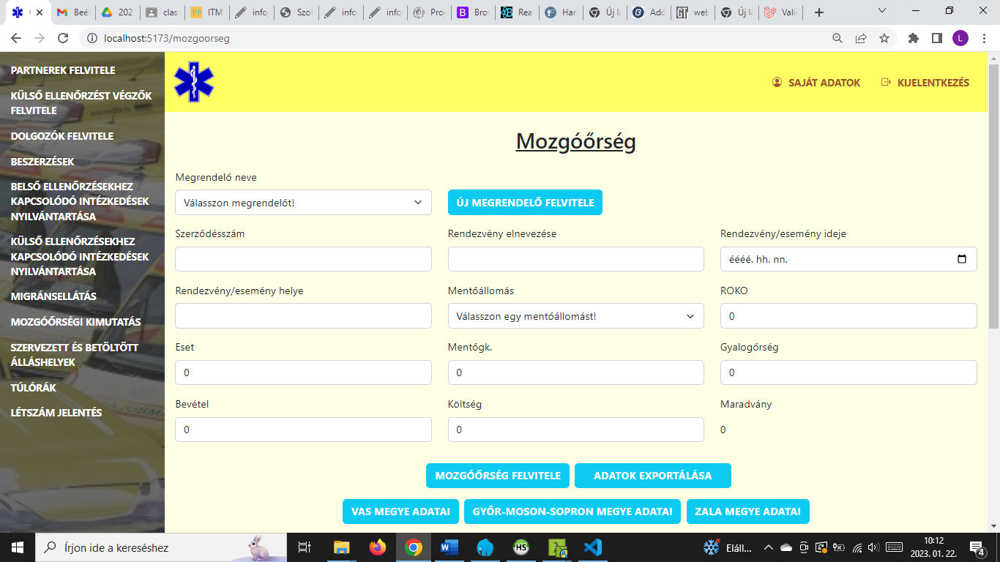 Beér
202
clas
ITM
info
Szof
info
info
Pro
Bro
Rea
Har
Új la
Adó
web
Új la
Vali
localhost:5173/mozgoorseg
L
PARTNEREK FELVITELE
KÜLSŐ ELLENŐRZÉST VÉGZŐK
FELVITELE
DOLGOZÓK FELVITELE
BESZERZÉSEK
BELSŐ ELLENŐRZÉSEKHEZ
KAPCSOLÓDÓ INTÉZKEDÉSEK
NYILVÁNTARTÁSA
KÜLSŐ ELLENŐRZÉSEKHEZ
KAPCSOLÓDÓ INTÉZKEDÉSEK
NYILVÁNTARTÁSA
MIGRÁNSELLÁTÁS
MOZGÓŐRSÉGI KIMUTATÁS
SZERVEZETT ÉS BETÖLTÖTT
ÁLLÁSHELYEK
TÚLÓRÁK
LÉTSZÁM JELENTÉS
SAJÁT ADATOK
KIJELENTKEZÉS
Mozgóőrség
Megrendelő neve
Válasszon megrendelőt!
ÚJ MEGRENDELŐ FELVITELE
Szerződésszám
Rendezvény elnevezése
Rendezvény/esemény ideje
éééé. hh. nn.
Rendezvény/esemény helye
Mentőállomás
ROKO
Válasszon egy mentőállomást!
0
Eset
Mentőgk.
Gyalogőrség
0
0
0
Bevétel
Költség
Maradvány
0
0
0
MOZGÓŐRSÉG FELVITELE
ADATOK EXPORTÁLÁSA
VAS MEGYE ADATAI
GYŐR-MOSON-SOPRON MEGYE ADATAI
ZALA MEGYE ADATAI
Írjon ide a kereséshez
HS
Eláll...
10:12
2023. 01. 22.
4